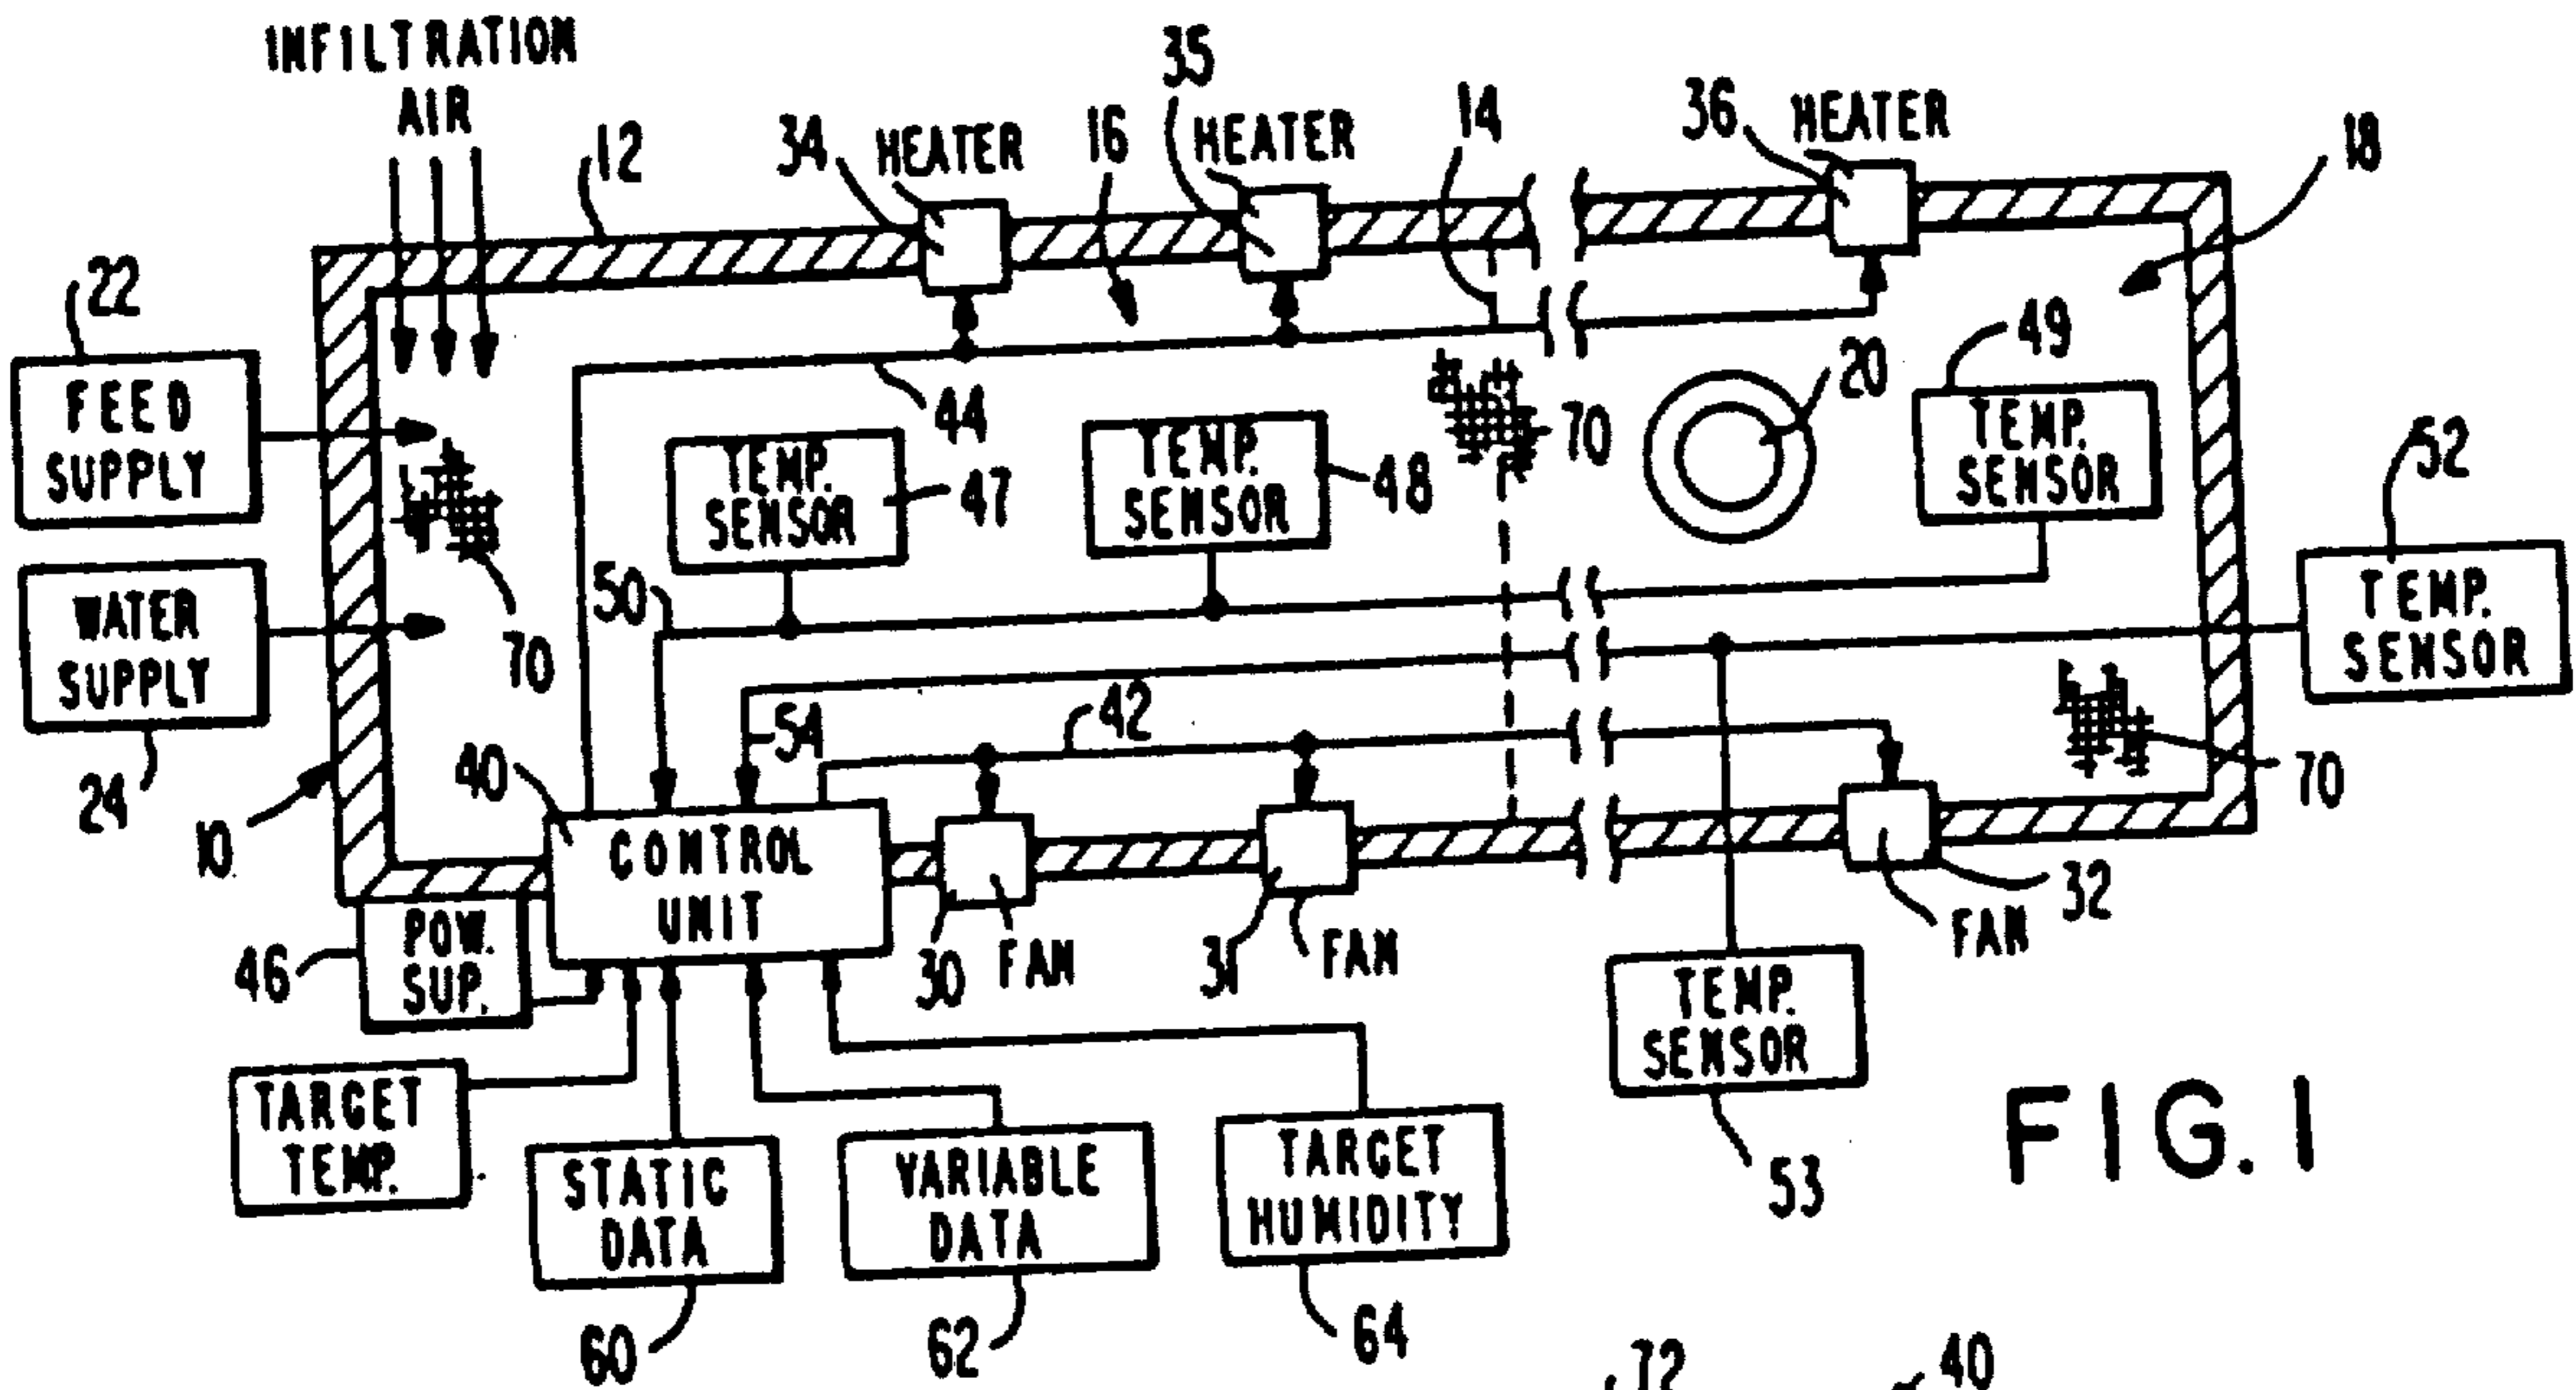 INFILTRATION
AIR
12
34
HEATER
16
35
HEATER
14
36
HEATER
18
22
FEED
SUPPLY
44
TEMP.
SENSOR
47
TEMP.
SENSOR
48
70
20
49
TEMP.
SENSOR
52
TEMP.
SENSOR
WATER
SUPPLY
24
70
50
54
42
70
10
40
CONTROL
UNIT
46
POW.
SUP.
30
FAN
31
FAN
32
FAN
TEMP.
SENSOR
53
TARGET
TEMP.
STATIC
DATA
60
VARIABLE
DATA
62
TARGET
HUMIDITY
64
FIG. 1
72
40